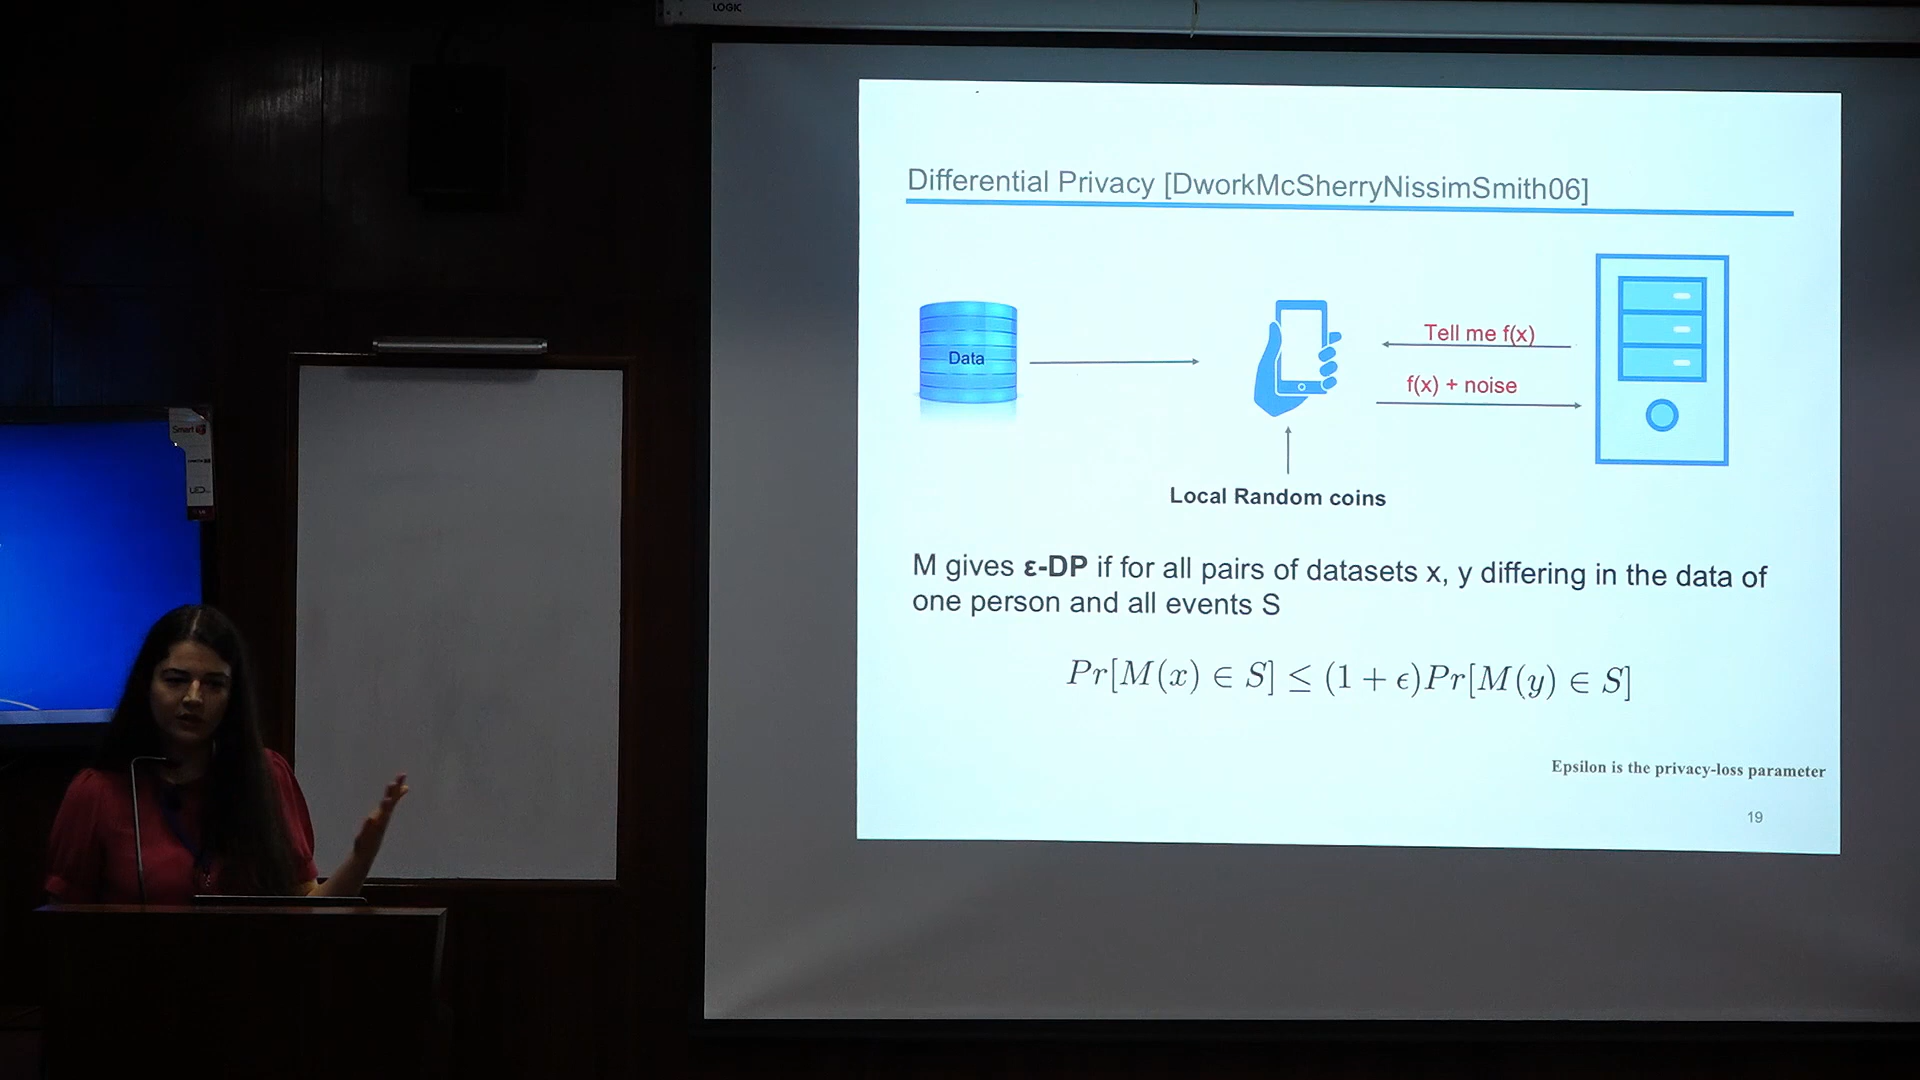 LOGIC
Differential Privacy [DworkMcSherryNissimSmith06]
Data
Tell me f(x)
f(x) + noise
Local Random coins
M gives ε-DP if for all pairs of datasets x, y differing in the data of
one person and all events S
Pr[M(x) ∈ S] ≤ (1 + ϵ)Pr[M(y) ∈ S]
Epsilon is the privacy-loss parameter
19
Smart